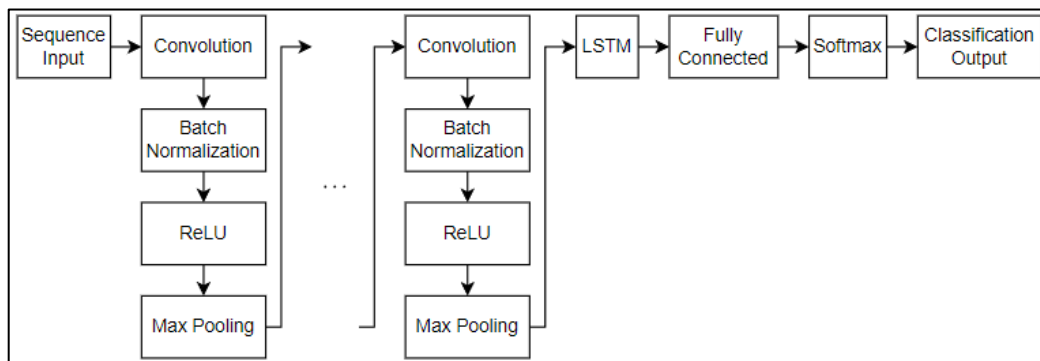 Sequence
Input
Convolution
Batch
Normalization
ReLU
Max Pooling
...
Convolution
Batch
Normalization
ReLU
Max Pooling
LSTM
Fully
Connected
Softmax
Classification
Output